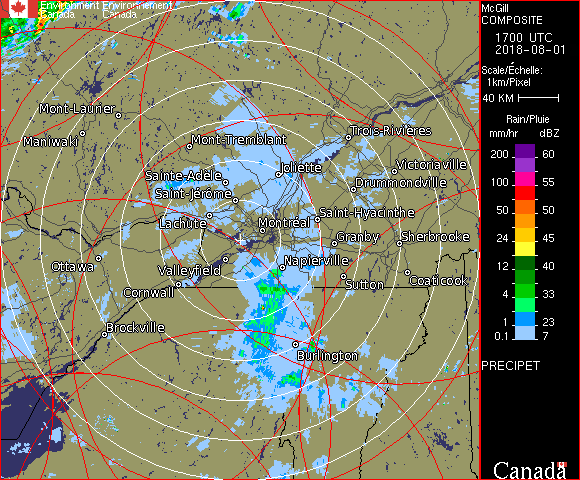 Environment Environnement
Canada Canada
McGill
COMPOSITE
1700 UTC
2018-08-01
Scale/Échelle:
1km/Pixel
40 KM
Rain/Pluie
mm/hr dBZ
200 60
100 55
50 50
24 45
12 40
4 33
0.1 7
23
PRECIPET
Canada
Mont-Laurier
Maniwaki
Mont-Tremblant
Trois-Rivières
Joliette
Victoriaville
Sainte-Adèle
Drummondville
Saint-Jérôme
Lachute
Saint-Hyacinthe
Montréal
Granby
Sherbrooke
Ottawa
Valleyfield
Napierville
Cornwall
Sutton
Coaticook
Brockville
Burlington